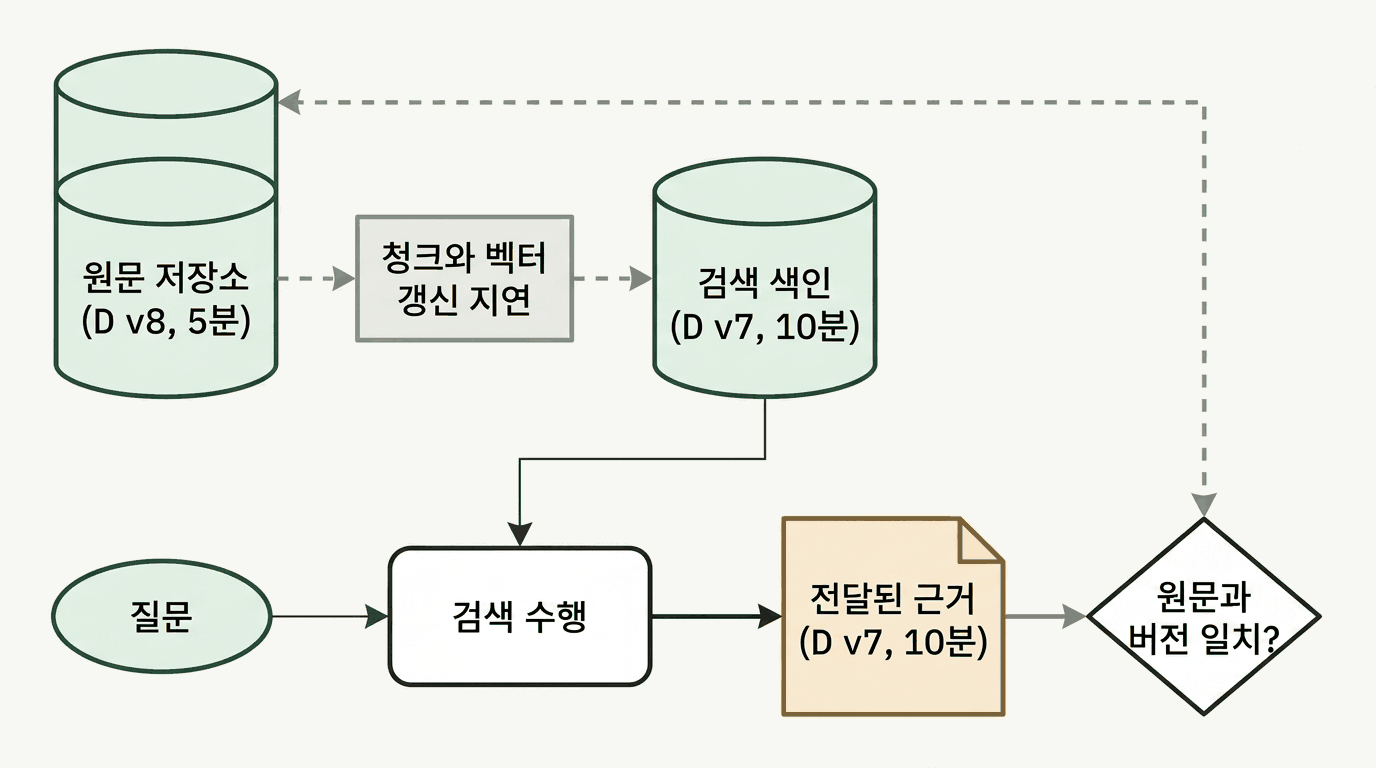 원문 저장소
(D v8, 5분)
청크와 벡터
갱신 지연
검색 색인
(D v7, 10분)
질문
검색 수행
전달된 근거
(D v7, 10분)
원문과
버전 일치?